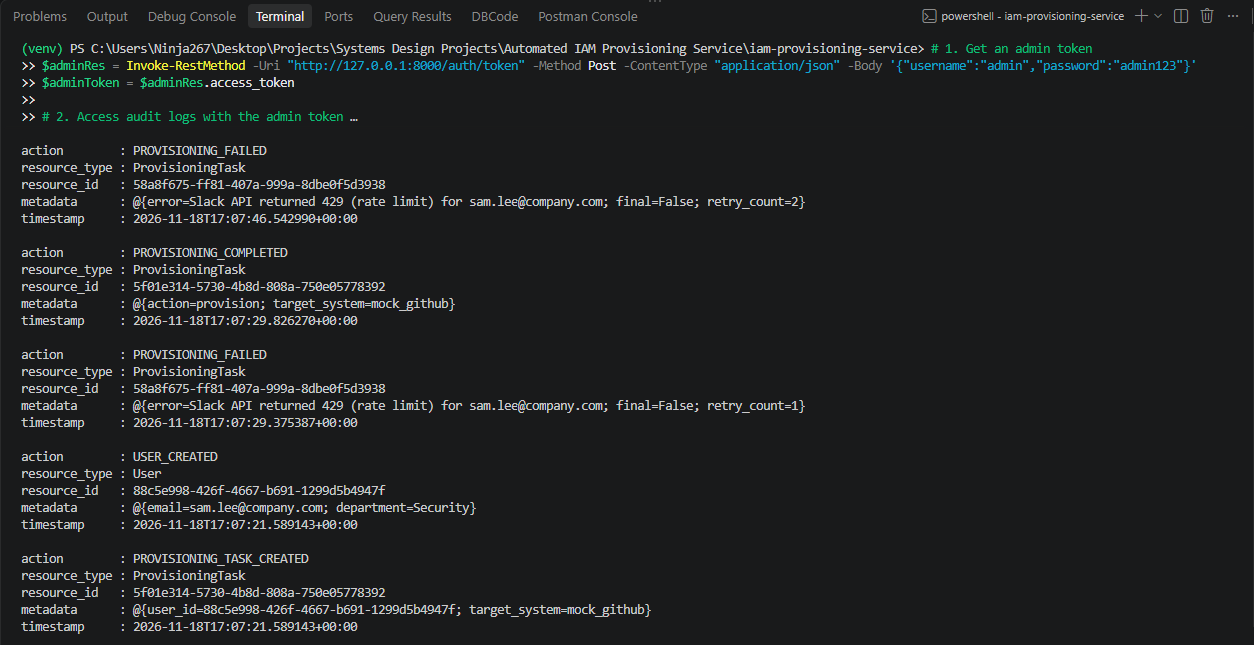 Problems Output Debug Console Terminal Ports Query Results DBCode Postman Console powershell - iam-provisioning-service
(venv) PS C:\Users\Ninja267\Desktop\Projects\Systems Design Projects\Automated IAM Provisioning Service\iam-provisioning-service> # 1. Get an admin token
>> $adminRes = Invoke-RestMethod -Uri "http://127.0.0.1:8000/auth/token" -Method Post -ContentType "application/json" -Body '{"username":"admin","password":"admin123"}'
>> $adminToken = $adminRes.access_token
>>
>> # 2. Access audit logs with the admin token …
action : PROVISIONING_FAILED
resource_type : ProvisioningTask
resource_id : 58a8f675-ff81-407a-999a-8dbe0f5d3938
metadata : @{error=Slack API returned 429 (rate limit) for sam.lee@company.com; final=False; retry_count=2}
timestamp : 2026-11-18T17:07:46.542990+00:00
action : PROVISIONING_COMPLETED
resource_type : ProvisioningTask
resource_id : 5f01e314-5730-4b8d-808a-750e05778392
metadata : @{action=provision; target_system=mock_github}
timestamp : 2026-11-18T17:07:29.826270+00:00
action : PROVISIONING_FAILED
resource_type : ProvisioningTask
resource_id : 58a8f675-ff81-407a-999a-8dbe0f5d3938
metadata : @{error=Slack API returned 429 (rate limit) for sam.lee@company.com; final=False; retry_count=1}
timestamp : 2026-11-18T17:07:29.375387+00:00
action : USER_CREATED
resource_type : User
resource_id : 88c5e998-426f-4667-b691-1299d5b4947f
metadata : @{email=sam.lee@company.com; department=Security}
timestamp : 2026-11-18T17:07:21.589143+00:00
action : PROVISIONING_TASK_CREATED
resource_type : ProvisioningTask
resource_id : 5f01e314-5730-4b8d-808a-750e05778392
metadata : @{user_id=88c5e998-426f-4667-b691-1299d5b4947f; target_system=mock_github}
timestamp : 2026-11-18T17:07:21.589143+00:00